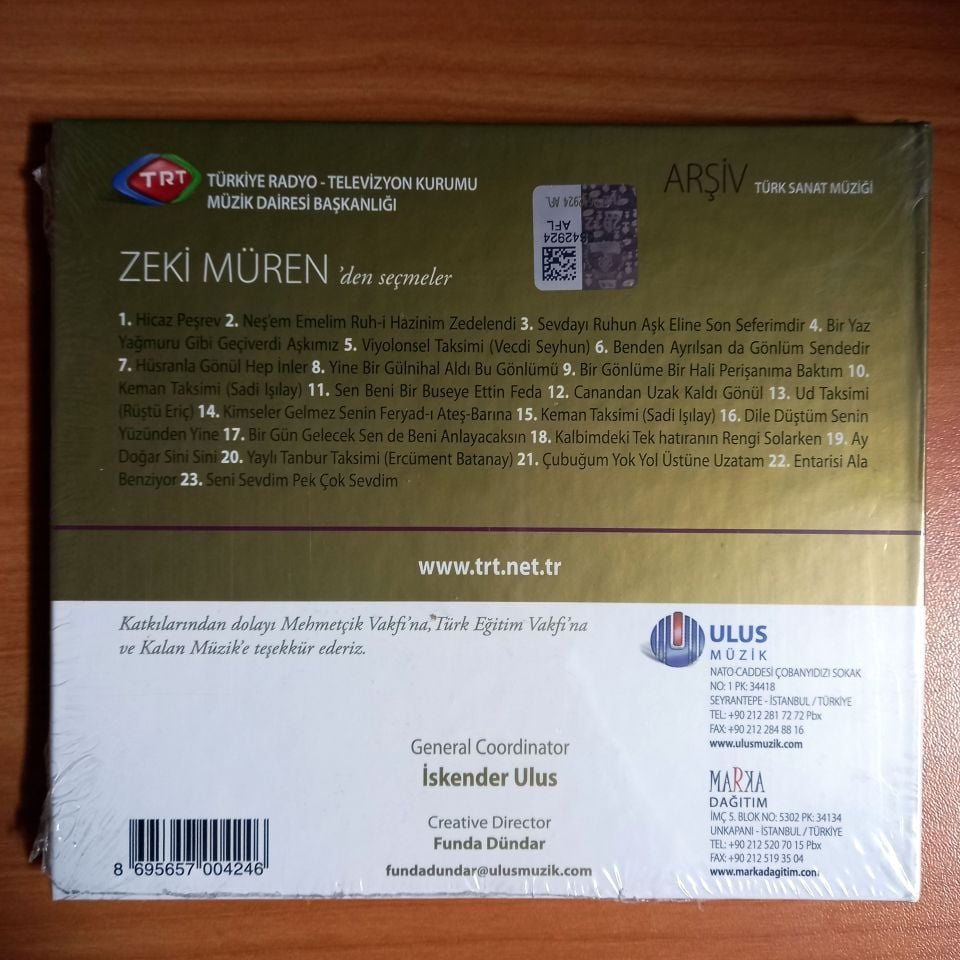 TRT
TÜRKİYE RADYO - TELEVİZYON KURUMU
MÜZİK DAİRESİ BAŞKANLIĞI
ARŞİV TÜRK SANAT MÜZİĞİ
2924 AFL
AFL
642924
ZEKİ MÜREN 'den seçmeler
1. Hicaz Peşrev 2. Neş'em Emelim Ruh-i Hazinim Zedelendi 3. Sevdayı Ruhun Aşk Eline Son Seferimdir 4. Bir Yaz
Yağmuru Gibi Geçiverdi Aşkımız 5. Viyolonsel Taksimi (Vecdi Seyhun) 6. Benden Ayrılsan da Gönlüm Sendedir
7. Hüsranla Gönül Hep İnler 8. Yine Bir Gülnihal Aldı Bu Gönlümü 9. Bir Gönlüme Bir Hali Perişanıma Baktım 10.
Keman Taksimi (Sadi Işılay) 11. Sen Beni Bir Buseye Ettin Feda 12. Canandan Uzak Kaldı Gönül 13. Ud Taksimi
(Rüştü Eriç) 14. Kimseler Gelmez Senin Feryad-ı Ateş-Barına 15. Keman Taksimi (Sadi Işılay) 16. Dile Düştüm Senin
Yüzünden Yine 17. Bir Gün Gelecek Sen de Beni Anlayacaksın 18. Kalbimdeki Tek hatıranın Rengi Solarken 19. Ay
Doğar Sini Sini 20. Yaylı Tanbur Taksimi (Ercüment Batanay) 21. Çubuğum Yok Yol Üstüne Uzatam 22. Entarisi Ala
Benziyor 23. Seni Sevdim Pek Çok Sevdim
www.trt.net.tr
Katkılarından dolayı Mehmetçik Vakfı'na, Türk Eğitim Vakfı'na
ve Kalan Müzik'e teşekkür ederiz.
ULUS
MÜZİK
NATO CADDESİ ÇOBANYIDIZI SOKAK
NO: 1 PK: 34418
SEYRANTEPE - İSTANBUL / TÜRKİYE
TEL: +90 212 281 72 72 Pbx
FAX: +90 212 284 88 16
www.ulusmuzik.com
General Coordinator
İskender Ulus
Creative Director
Funda Dündar
fundadundar@ulusmuzik.com
MARKA
DAĞITIM
İMÇ 5. BLOK NO: 5302 PK: 34134
UNKAPANI - İSTANBUL / TÜRKİYE
TEL: +90 212 520 70 15 Pbx
FAX: +90 212 519 35 04
www.markadagitim.com
8 695657 004246